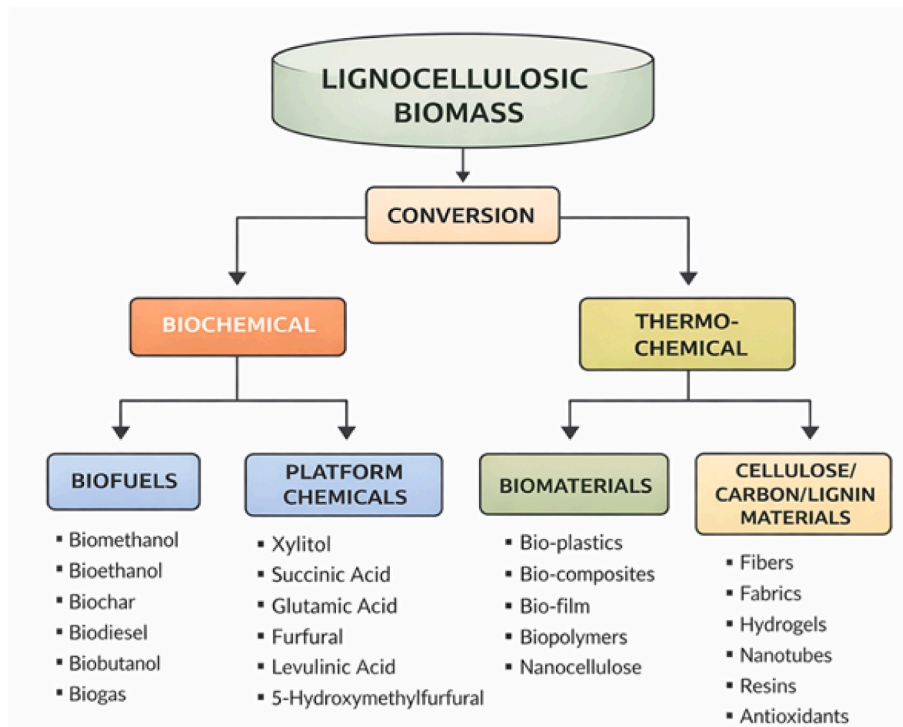 LIGNOCELLULOSIC
BIOMASS
CONVERSION
BIOCHEMICAL
THERMO-
CHEMICAL
BIOFUELS
▪ Biomethanol
▪ Bioethanol
▪ Biochar
▪ Biodiesel
▪ Biobutanol
▪ Biogas
PLATFORM
CHEMICALS
▪ Xylitol
▪ Succinic Acid
▪ Glutamic Acid
▪ Furfural
▪ Levulinic Acid
▪ 5-Hydroxymethylfurfural
BIOMATERIALS
▪ Bio-plastics
▪ Bio-composites
▪ Bio-film
▪ Biopolymers
▪ Nanocellulose
CELLULOSE/
CARBON/LIGNIN
MATERIALS
▪ Fibers
▪ Fabrics
▪ Hydrogels
▪ Nanotubes
▪ Resins
▪ Antioxidants